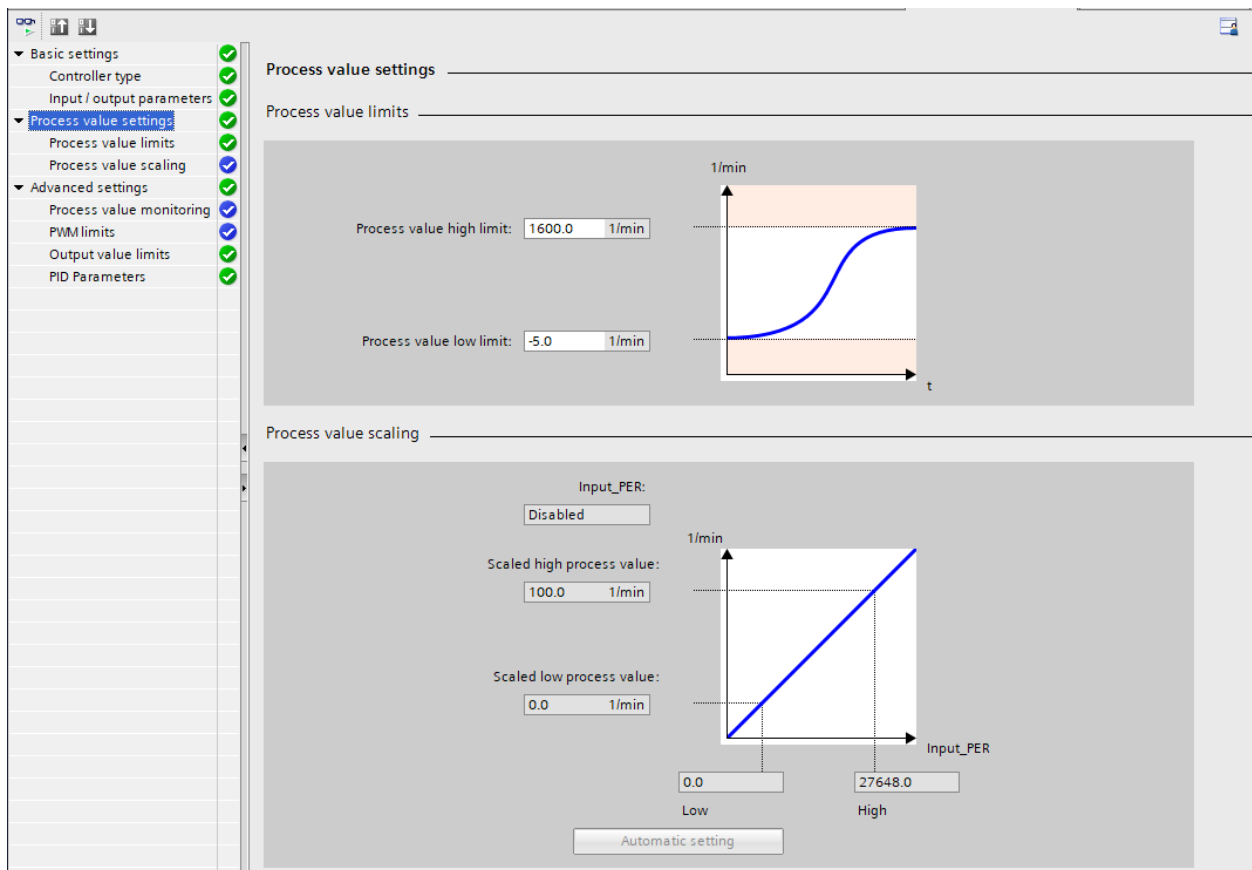 Basic settings
Controller type
Input / output parameters
Process value settings
Process value limits
Process value scaling
Advanced settings
Process value monitoring
PWM limits
Output value limits
PID Parameters
Process value settings
Process value limits
1/min
Process value high limit: 1600.0 1/min
Process value low limit: -5.0 1/min
t
Process value scaling
Input_PER:
Disabled
1/min
Scaled high process value:
100.0 1/min
Scaled low process value:
0.0 1/min
Input_PER
0.0 27648.0
Low High
Automatic setting